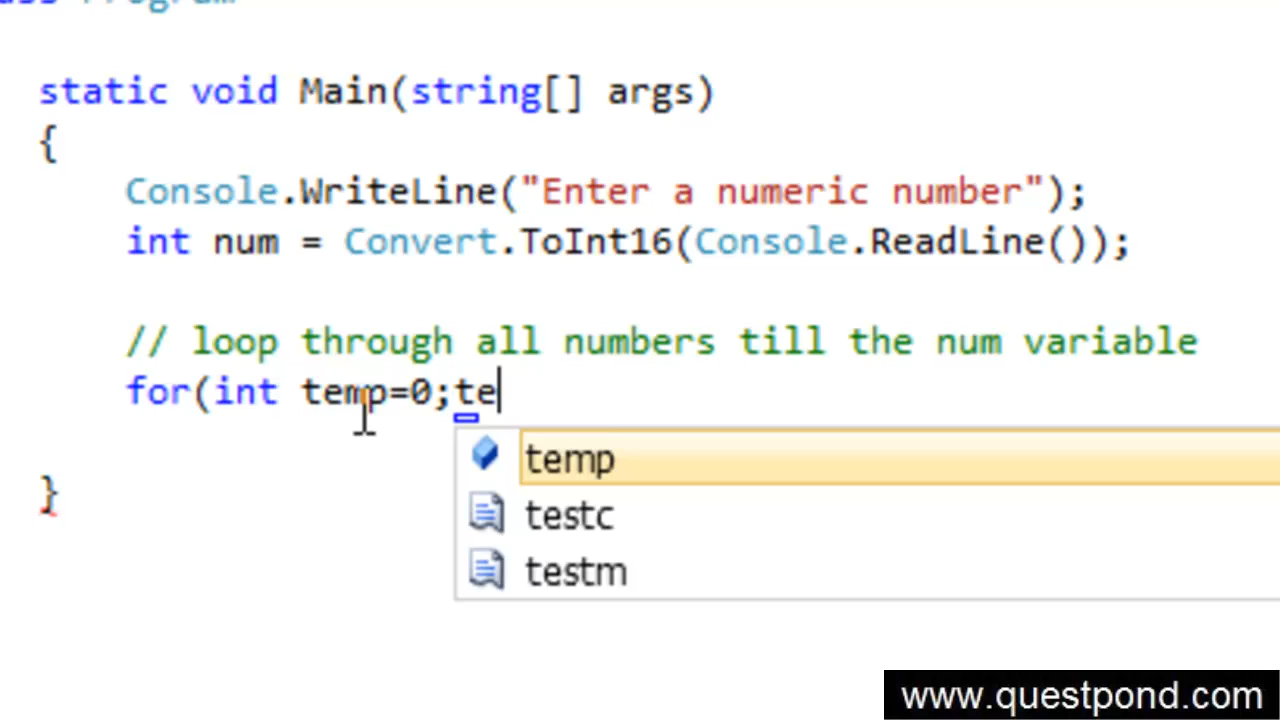 static void Main(string[] args)
{
Console.WriteLine("Enter a numeric number");
int num = Convert.ToInt16(Console.ReadLine());
// loop through all numbers till the num variable
for(int temp=0;te
temp
testc
testm
}
www.questpond.com